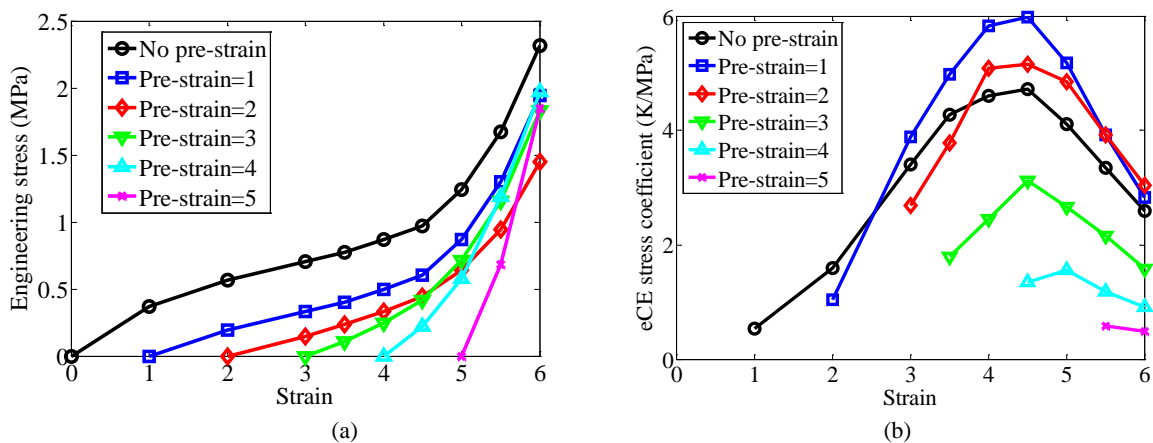 2.5
2
1.5
1
0.5
0
Engineering stress (MPa)
No pre-strain
Pre-strain=1
Pre-strain=2
Pre-strain=3
Pre-strain=4
Pre-strain=5
0 1 2 3 4 5 6
Strain
(a)
6
4
2
0
eCE stress coefficient (K/MPa)
No pre-strain
Pre-strain=1
Pre-strain=2
Pre-strain=3
Pre-strain=4
Pre-strain=5
0 1 2 3 4 5 6
Strain
(b)